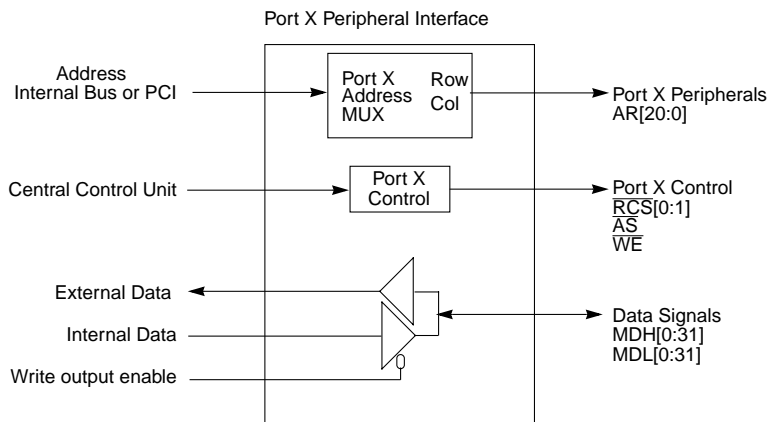 Port X Peripheral Interface
Address
Internal Bus or PCI
Port X
Address
MUX
Row
Col
Port X Peripherals
AR[20:0]
Central Control Unit
Port X
Control
Port X Control
RCS[0:1]
AS
WE
External Data
Internal Data
Write output enable
Data Signals
MDH[0:31]
MDL[0:31]